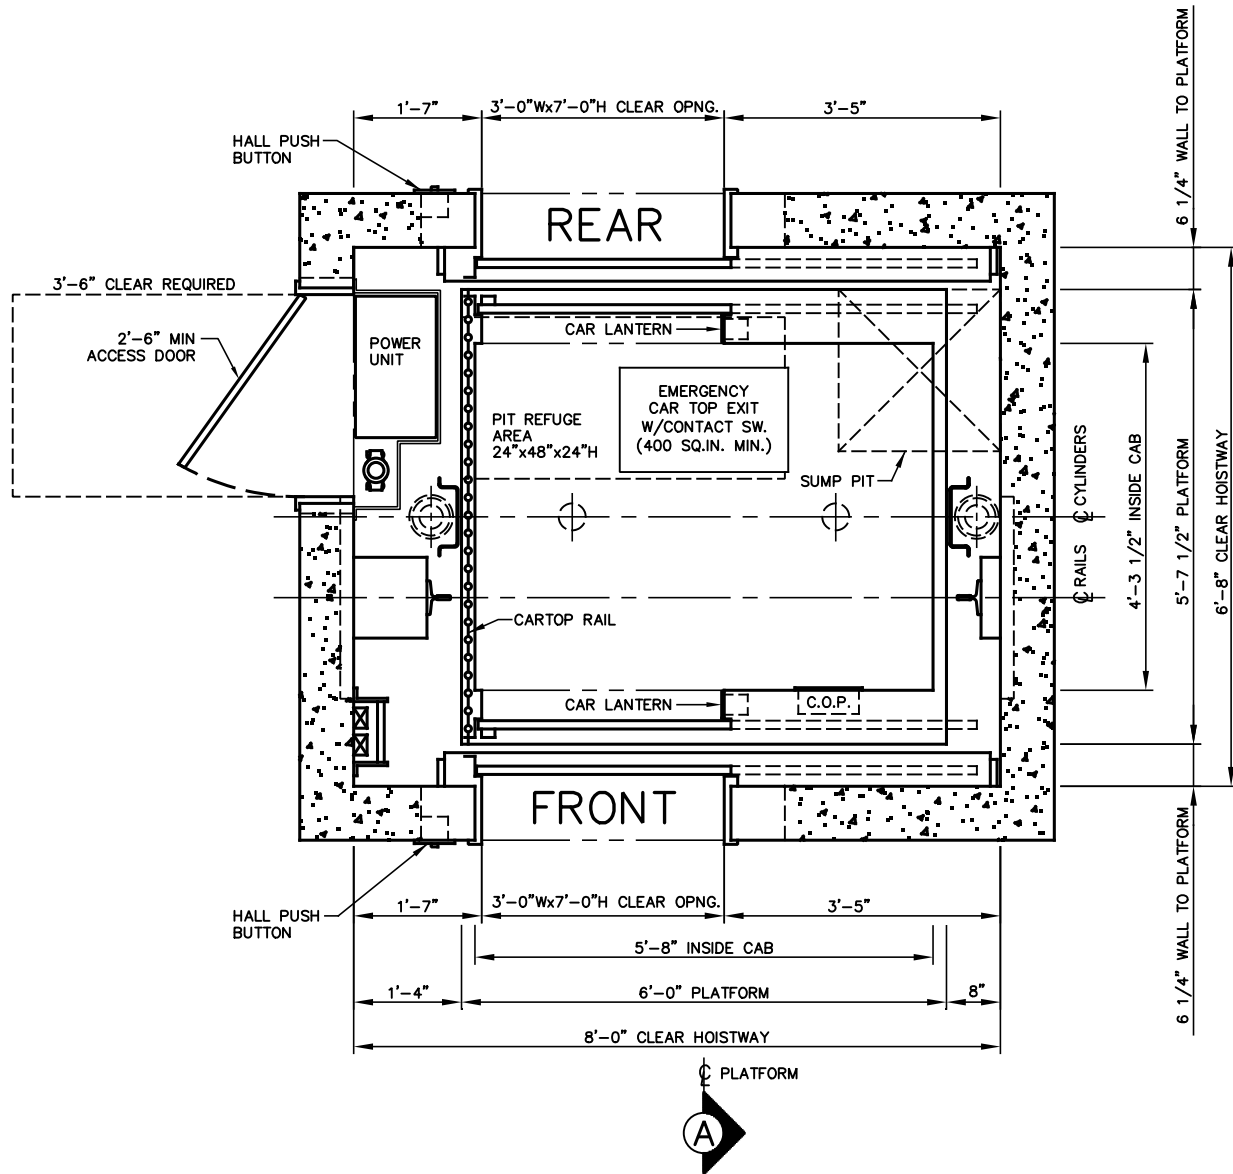 1'-7"
3'-0"Wx7'-0"H CLEAR OPNG.
3'-5"
6 1/4" WALL TO PLATFORM
HALL PUSH
BUTTON
REAR
3'-6" CLEAR REQUIRED
2'-6" MIN
ACCESS DOOR
POWER
UNIT
CAR LANTERN
EMERGENCY
CAR TOP EXIT
W/CONTACT SW.
(400 SQ.IN. MIN.)
PIT REFUGE
AREA
24"x48"x24"H
SUMP PIT
℄ CYLINDERS
℄ RAILS
4'-3 1/2" INSIDE CAB
5'-7 1/2" PLATFORM
6'-8" CLEAR HOISTWAY
CARTOP RAIL
CAR LANTERN
C.O.P.
FRONT
HALL PUSH
BUTTON
1'-7"
3'-0"Wx7'-0"H CLEAR OPNG.
3'-5"
6 1/4" WALL TO PLATFORM
5'-8" INSIDE CAB
1'-4"
6'-0" PLATFORM
8"
8'-0" CLEAR HOISTWAY
℄ PLATFORM
A